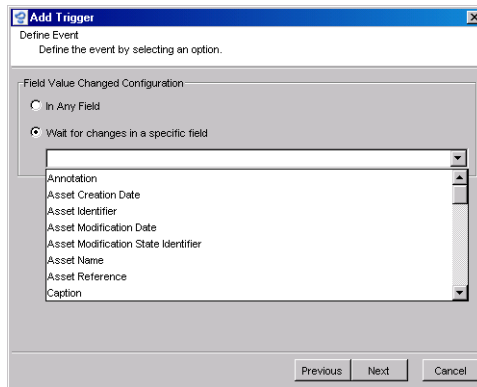 Add Trigger
Define Event
Define the event by selecting an option.
Field Value Changed Configuration
In Any Field
Wait for changes in a specific field
Annotation
Asset Creation Date
Asset Identifier
Asset Modification Date
Asset Modification State Identifier
Asset Name
Asset Reference
Caption
Previous
Next
Cancel